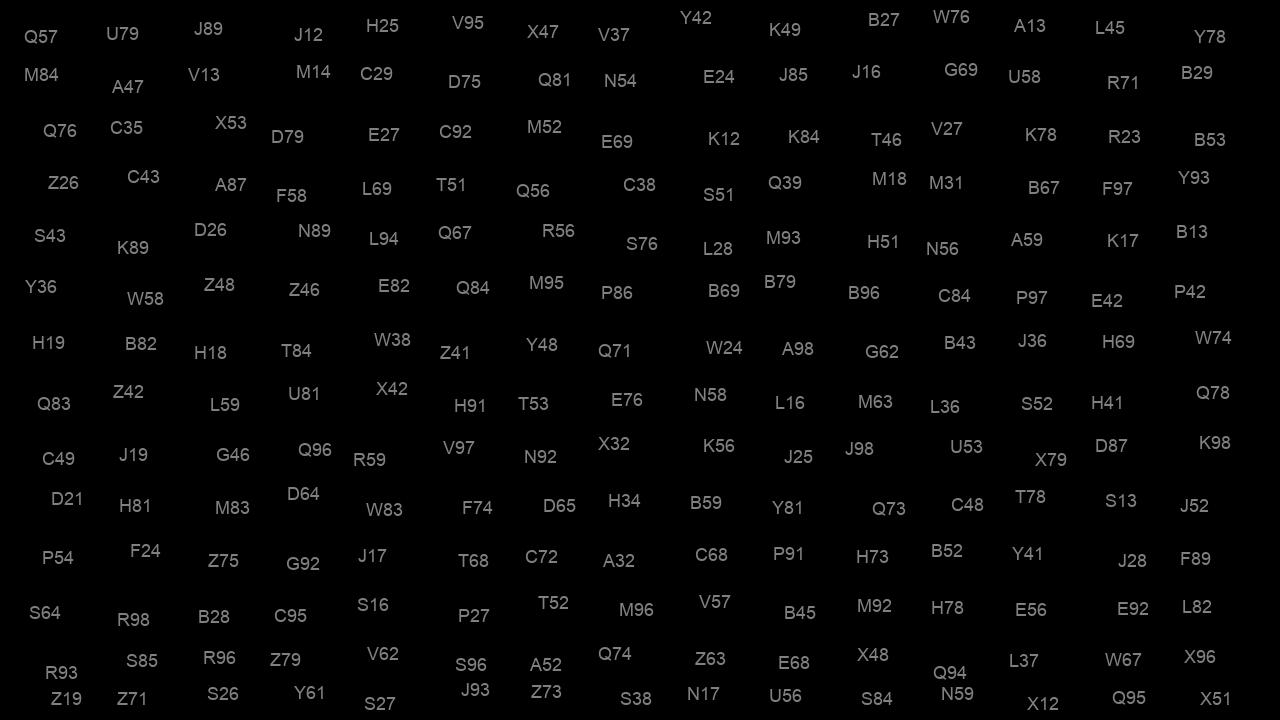 Q57 U79 J89 J12 H25 V95 X47 V37 Y42 K49 B27 W76 A13 L45 Y78
M84 A47 V13 M14 C29 D75 Q81 N54 E24 J85 J16 G69 U58 R71 B29
Q76 C35 X53 D79 E27 C92 M52 E69 K12 K84 T46 V27 K78 R23 B53
Z26 C43 A87 F58 L69 T51 Q56 C38 S51 Q39 M18 M31 B67 F97 Y93
S43 K89 D26 N89 L94 Q67 R56 S76 L28 M93 H51 N56 A59 K17 B13
Y36 W58 Z48 Z46 E82 Q84 M95 P86 B69 B79 B96 C84 P97 E42 P42
H19 B82 H18 T84 W38 Z41 Y48 Q71 W24 A98 G62 B43 J36 H69 W74
Q83 Z42 L59 U81 X42 H91 T53 E76 N58 L16 M63 L36 S52 H41 Q78
C49 J19 G46 Q96 R59 V97 N92 X32 K56 J25 J98 U53 X79 D87 K98
D21 H81 M83 D64 W83 F74 D65 H34 B59 Y81 Q73 C48 T78 S13 J52
P54 F24 Z75 G92 J17 T68 C72 A32 C68 P91 H73 B52 Y41 J28 F89
S64 R98 B28 C95 S16 P27 T52 M96 V57 B45 M92 H78 E56 E92 L82
R93 S85 R96 Z79 V62 S96 A52 Q74 Z63 E68 X48 Q94 L37 W67 X96
Z19 Z71 S26 Y61 S27 J93 Z73 S38 N17 U56 S84 N59 X12 Q95 X51